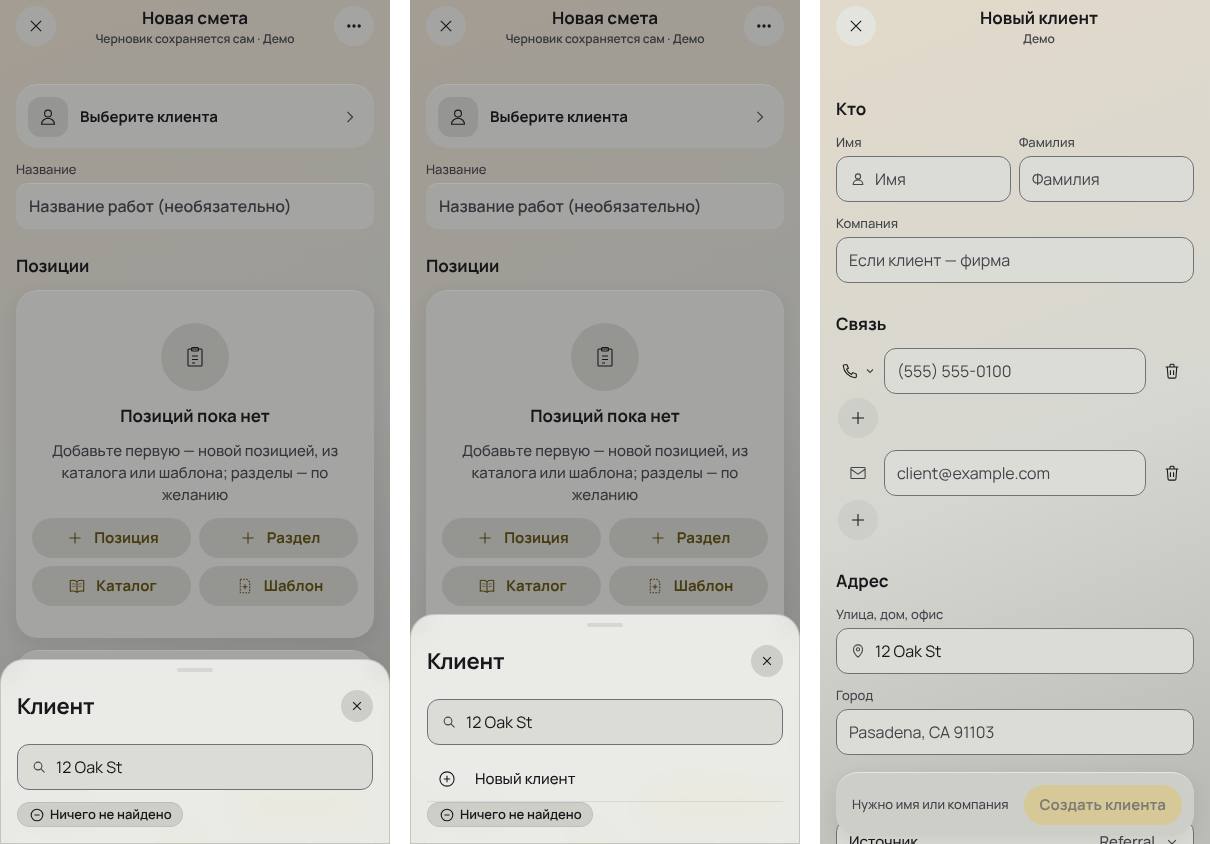 Новая смета
Черновик сохраняется сам · Демо
Выберите клиента
Название
Название работ (необязательно)
Позиции
Позиций пока нет
Добавьте первую — новой позицией, из
каталога или шаблона; разделы — по
желанию
Позиция
Раздел
Каталог
Шаблон
Клиент
12 Oak St
Ничего не найдено
Новая смета
Черновик сохраняется сам · Демо
Выберите клиента
Название
Название работ (необязательно)
Позиции
Позиций пока нет
Добавьте первую — новой позицией, из
каталога или шаблона; разделы — по
желанию
Позиция
Раздел
Каталог
Шаблон
Клиент
12 Oak St
Новый клиент
Ничего не найдено
Новый клиент
Демо
Кто
Имя
Фамилия
Имя
Фамилия
Компания
Если клиент — фирма
Связь
(555) 555-0100
client@example.com
Адрес
Улица, дом, офис
12 Oak St
Город
Pasadena, CA 91103
Нужно имя или компания
Создать клиента
Источник
Referral